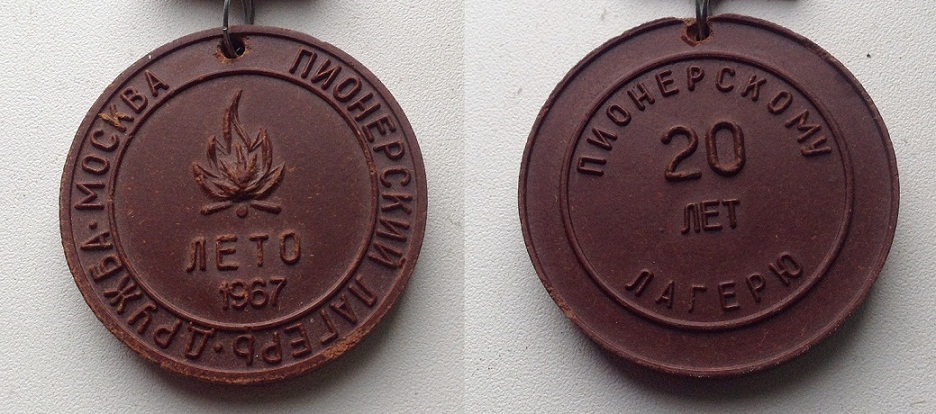 ПИОНЕРСКИЙ ЛАГЕРЬ·ДРУЖБА·МОСКВА
ЛЕТО
1967
ПИОНЕРСКОМУ
20
ЛЕТ
ЛАГЕРЮ